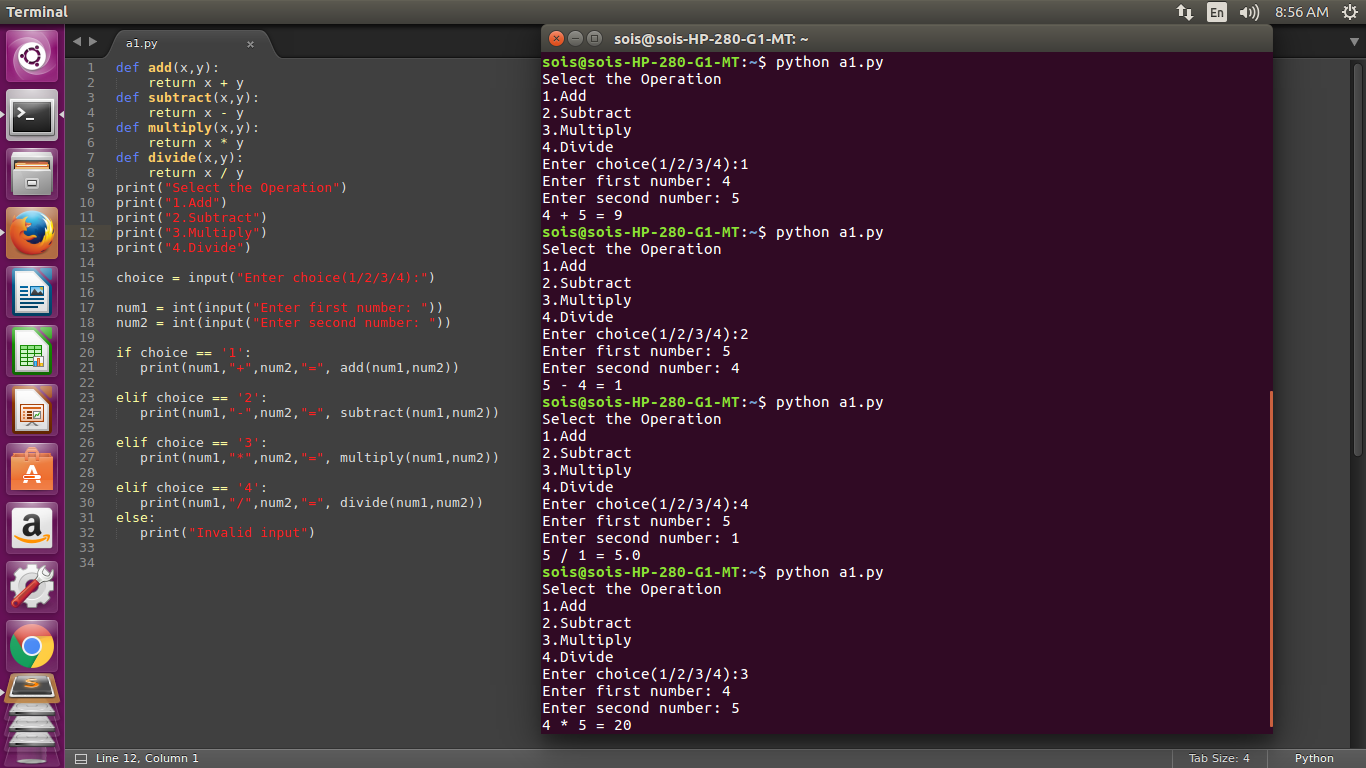 Terminal
En
8:56 AM
a1.py
1 def add(x,y):
2     return x + y
3 def subtract(x,y):
4     return x - y
5 def multiply(x,y):
6     return x * y
7 def divide(x,y):
8     return x / y
9 print("Select the Operation")
10 print("1.Add")
11 print("2.Subtract")
12 print("3.Multiply")
13 print("4.Divide")
14
15 choice = input("Enter choice(1/2/3/4):")
16
17 num1 = int(input("Enter first number: "))
18 num2 = int(input("Enter second number: "))
19
20 if choice == '1':
21    print(num1,"+",num2,"=", add(num1,num2))
22
23 elif choice == '2':
24    print(num1,"-",num2,"=", subtract(num1,num2))
25
26 elif choice == '3':
27    print(num1,"*",num2,"=", multiply(num1,num2))
28
29 elif choice == '4':
30    print(num1,"/",num2,"=", divide(num1,num2))
31 else:
32    print("Invalid input")
33
34
sois@sois-HP-280-G1-MT: ~
sois@sois-HP-280-G1-MT:~$ python a1.py
Select the Operation
1.Add
2.Subtract
3.Multiply
4.Divide
Enter choice(1/2/3/4):1
Enter first number: 4
Enter second number: 5
4 + 5 = 9
sois@sois-HP-280-G1-MT:~$ python a1.py
Select the Operation
1.Add
2.Subtract
3.Multiply
4.Divide
Enter choice(1/2/3/4):2
Enter first number: 5
Enter second number: 4
5 - 4 = 1
sois@sois-HP-280-G1-MT:~$ python a1.py
Select the Operation
1.Add
2.Subtract
3.Multiply
4.Divide
Enter choice(1/2/3/4):4
Enter first number: 5
Enter second number: 1
5 / 1 = 5.0
sois@sois-HP-280-G1-MT:~$ python a1.py
Select the Operation
1.Add
2.Subtract
3.Multiply
4.Divide
Enter choice(1/2/3/4):3
Enter first number: 4
Enter second number: 5
4 * 5 = 20
Line 12, Column 1
Tab Size: 4
Python